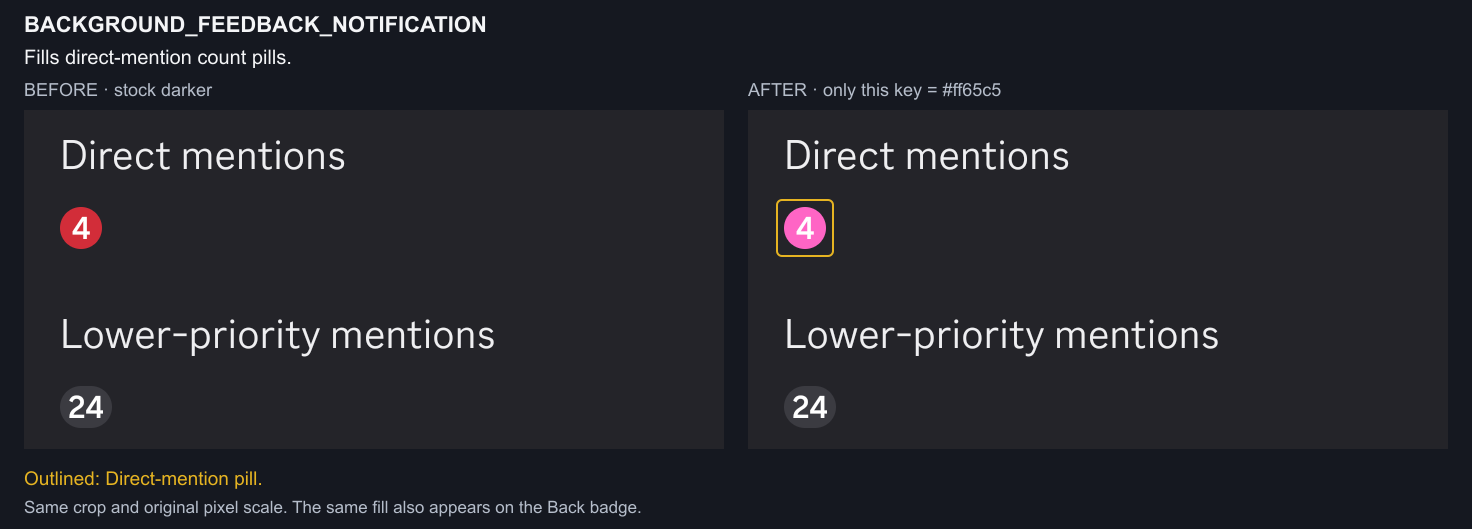 BACKGROUND_FEEDBACK_NOTIFICATION
Fills direct-mention count pills.
BEFORE · stock darker
Direct mentions
4
Lower-priority mentions
24
AFTER · only this key = #ff65c5
Direct mentions
4
Lower-priority mentions
24
Outlined: Direct-mention pill.
Same crop and original pixel scale. The same fill also appears on the Back badge.